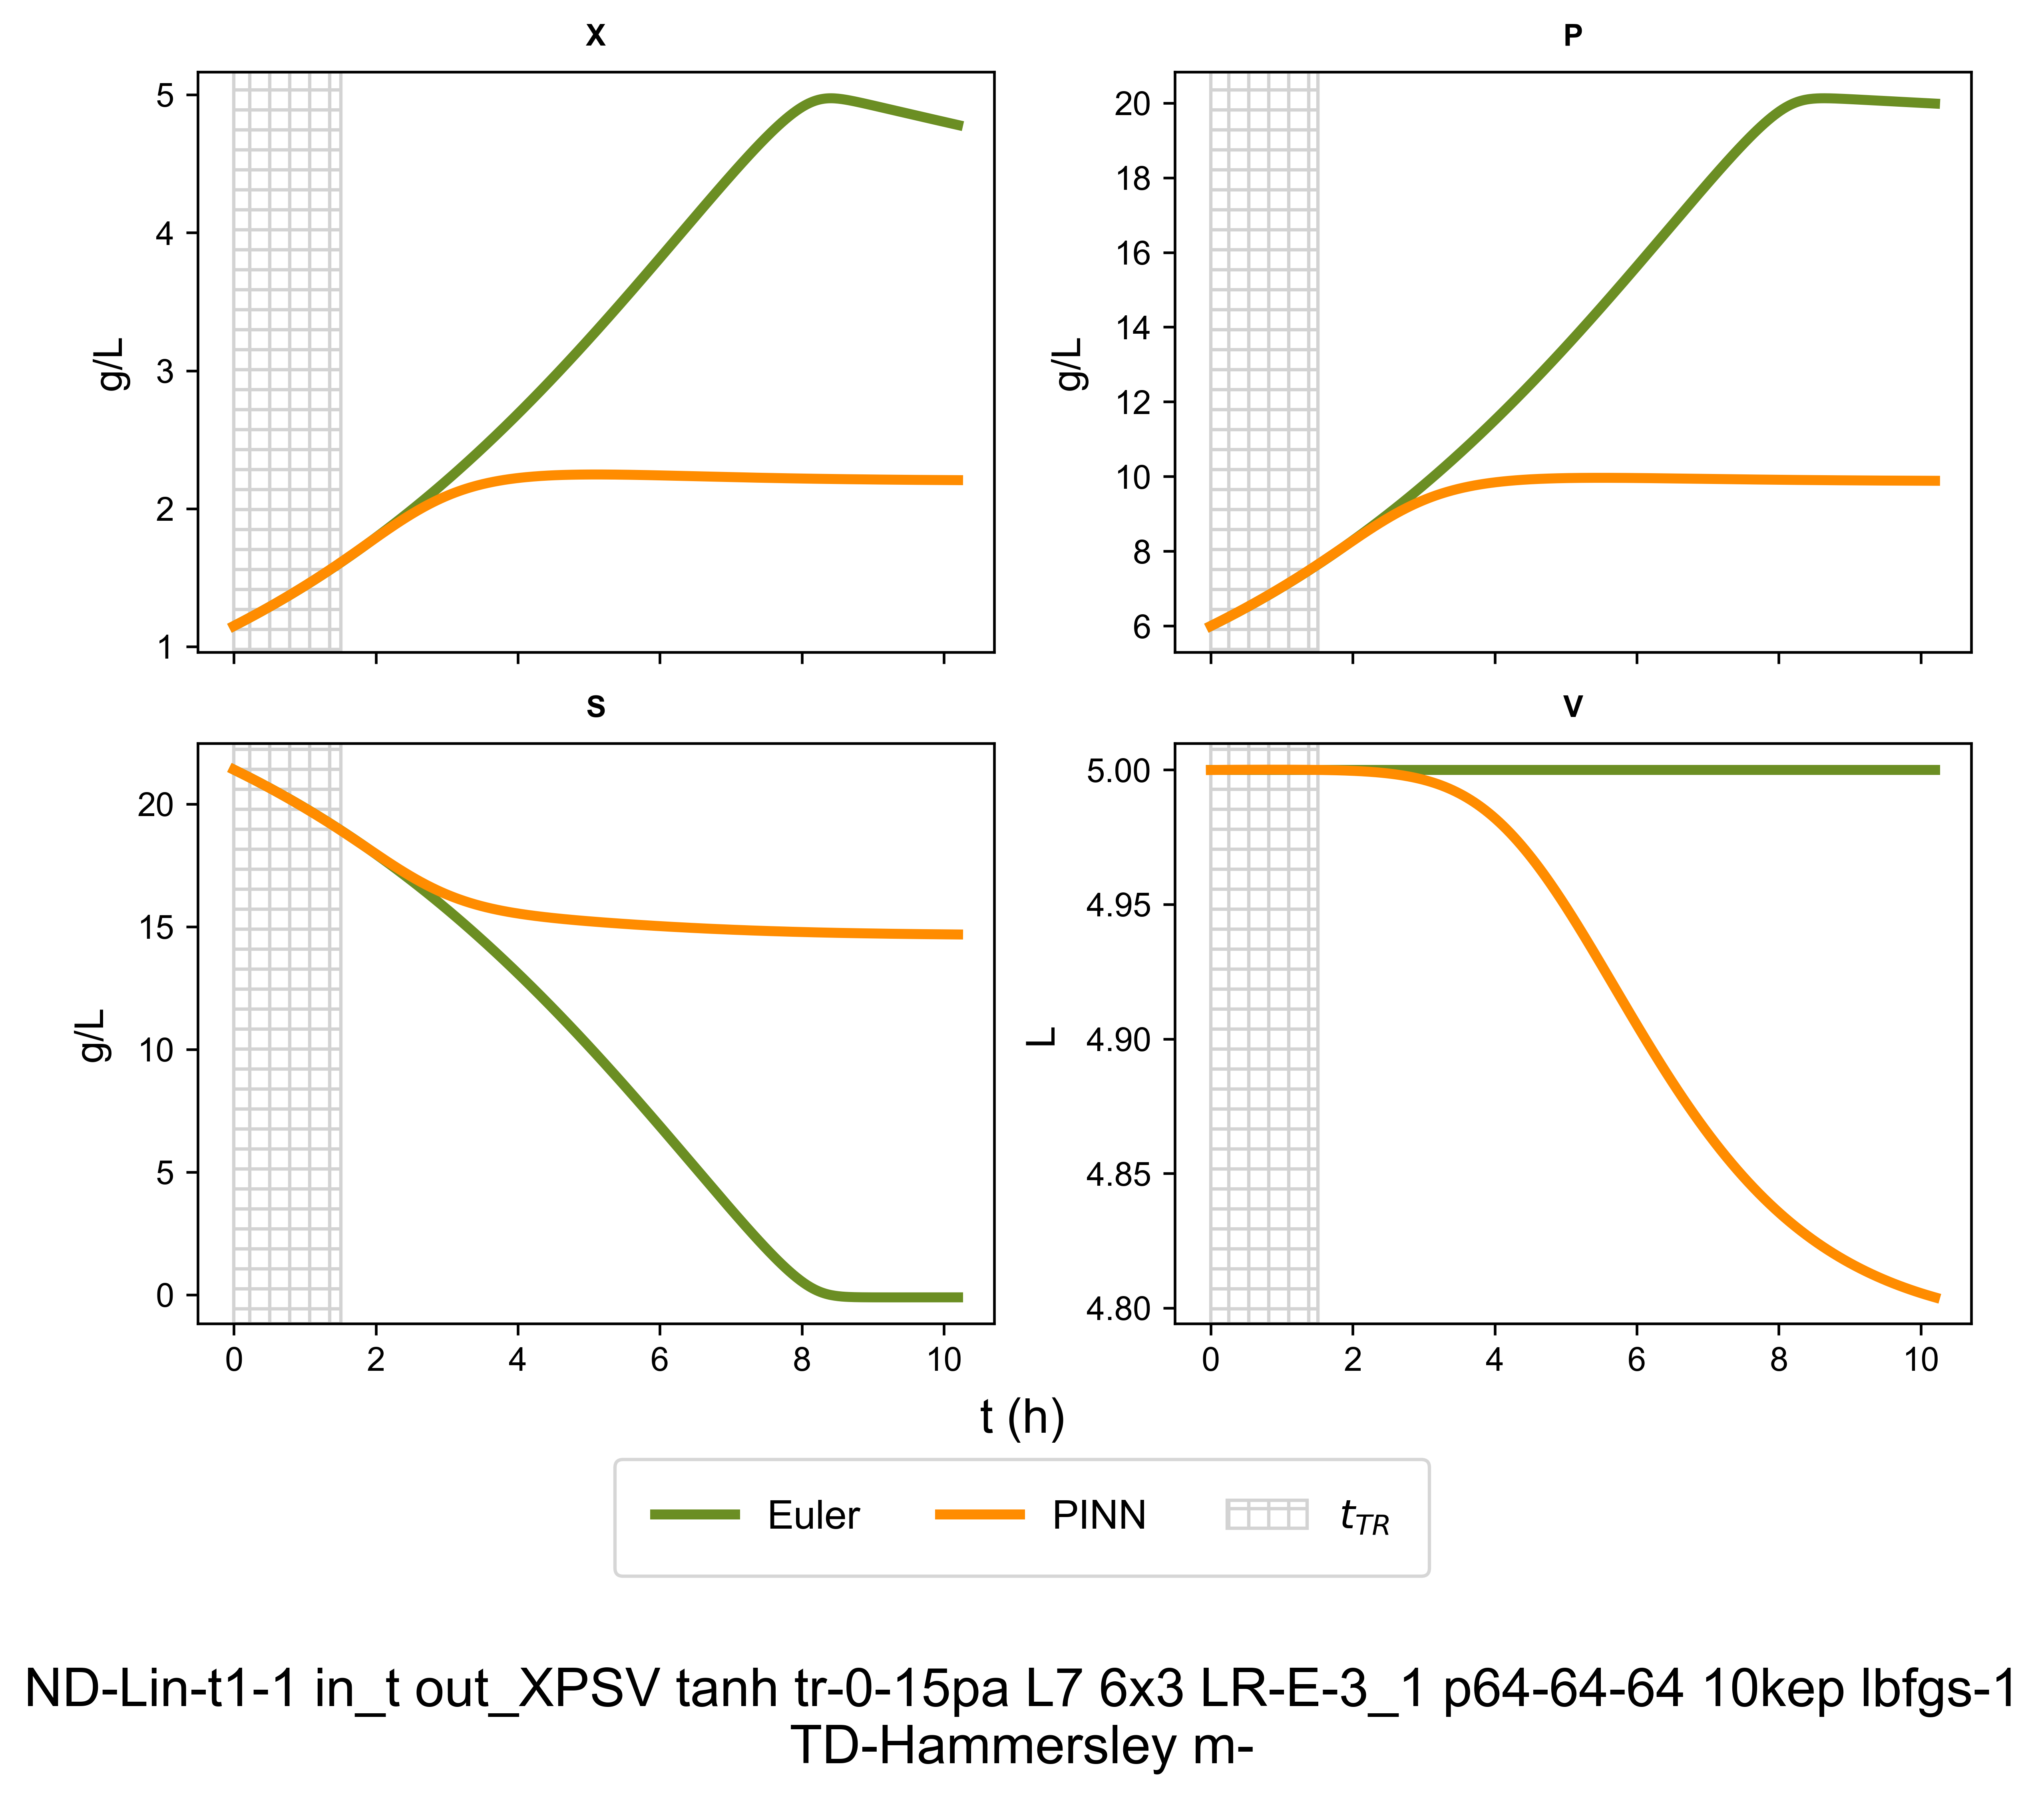 X
P
5
4
3
2
1
g/L
20
18
16
14
12
10
8
6
g/L
S
V
20
15
10
5
0
g/L
5.00
4.95
4.90
4.85
4.80
L
0 2 4 6 8 10
0 2 4 6 8 10
t (h)
Euler PINN t_TR
ND-Lin-t1-1 in_t out_XPSV tanh tr-0-15pa L7 6x3 LR-E-3_1 p64-64-64 10kep lbfgs-1
TD-Hammersley m-